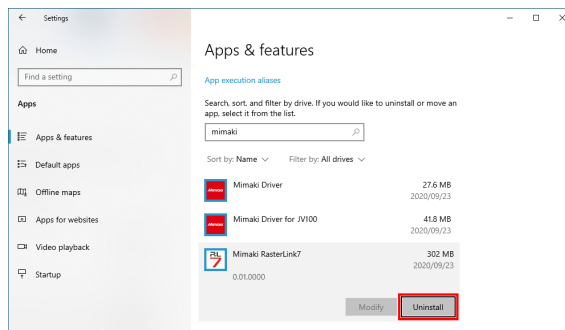 Settings
Home
Find a setting
Apps
Apps & features
Default apps
Offline maps
Apps for websites
Video playback
Startup
Apps & features
App execution aliases
Search, sort, and filter by drive. If you would like to uninstall or move an
app, select it from the list.
mimaki
Sort by: Name Filter by: All drives
Mimaki Driver 27.6 MB
2020/09/23
Mimaki Driver for JV100 41.8 MB
2020/09/23
RL
7
Mimaki RasterLink7 302 MB
2020/09/23
0.01.0000
Modify Uninstall